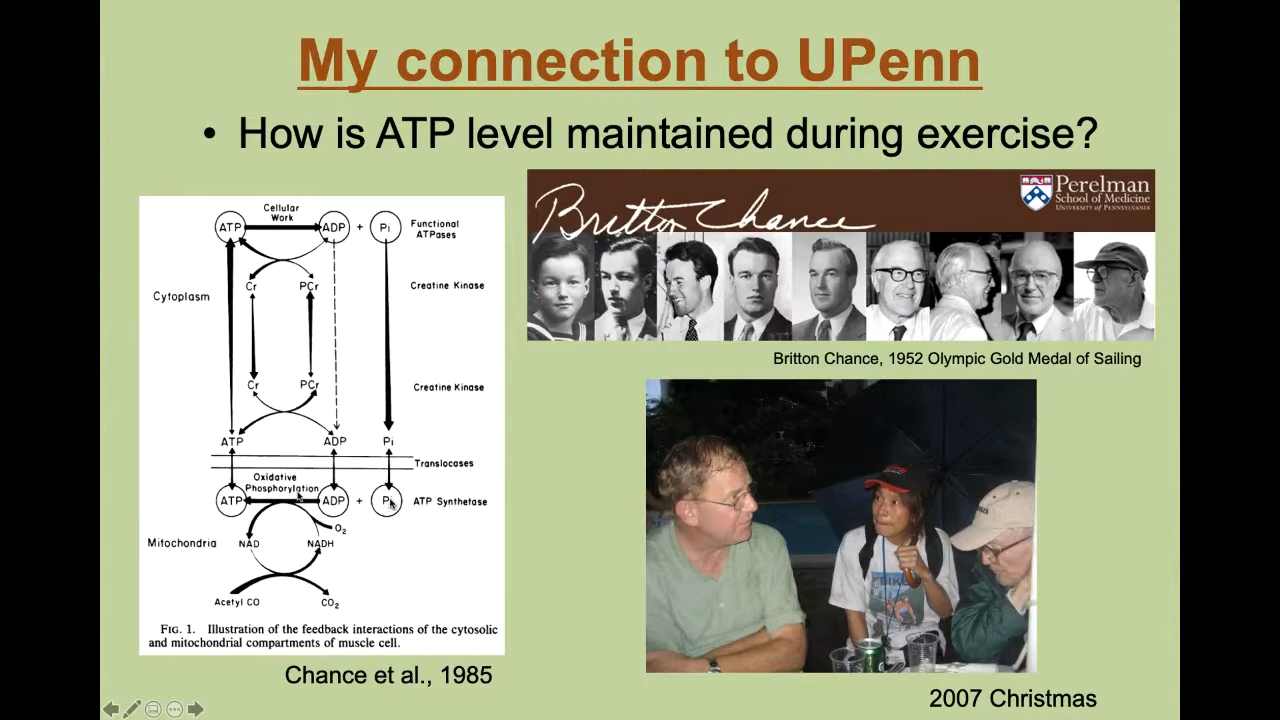 My connection to UPenn
• How is ATP level maintained during exercise?
Cellular
Work
ATP
ADP
+
Pi
Functional
ATPases
Cr
PCr
Creatine Kinase
Cytoplasm
Cr
PCr
Creatine Kinase
ATP
ADP
Pi
Translocases
Oxidative
Phosphorylation
ATP
ADP
+
Pi
ATP Synthetase
O2
Mitochondria
NAD
NADH
Acetyl CO
CO2
FIG. 1. Illustration of the feedback interactions of the cytosolic
and mitochondrial compartments of muscle cell.
Chance et al., 1985
Britton Chance
Perelman
School of Medicine
UNIVERSITY of PENNSYLVANIA
Britton Chance, 1952 Olympic Gold Medal of Sailing
2007 Christmas